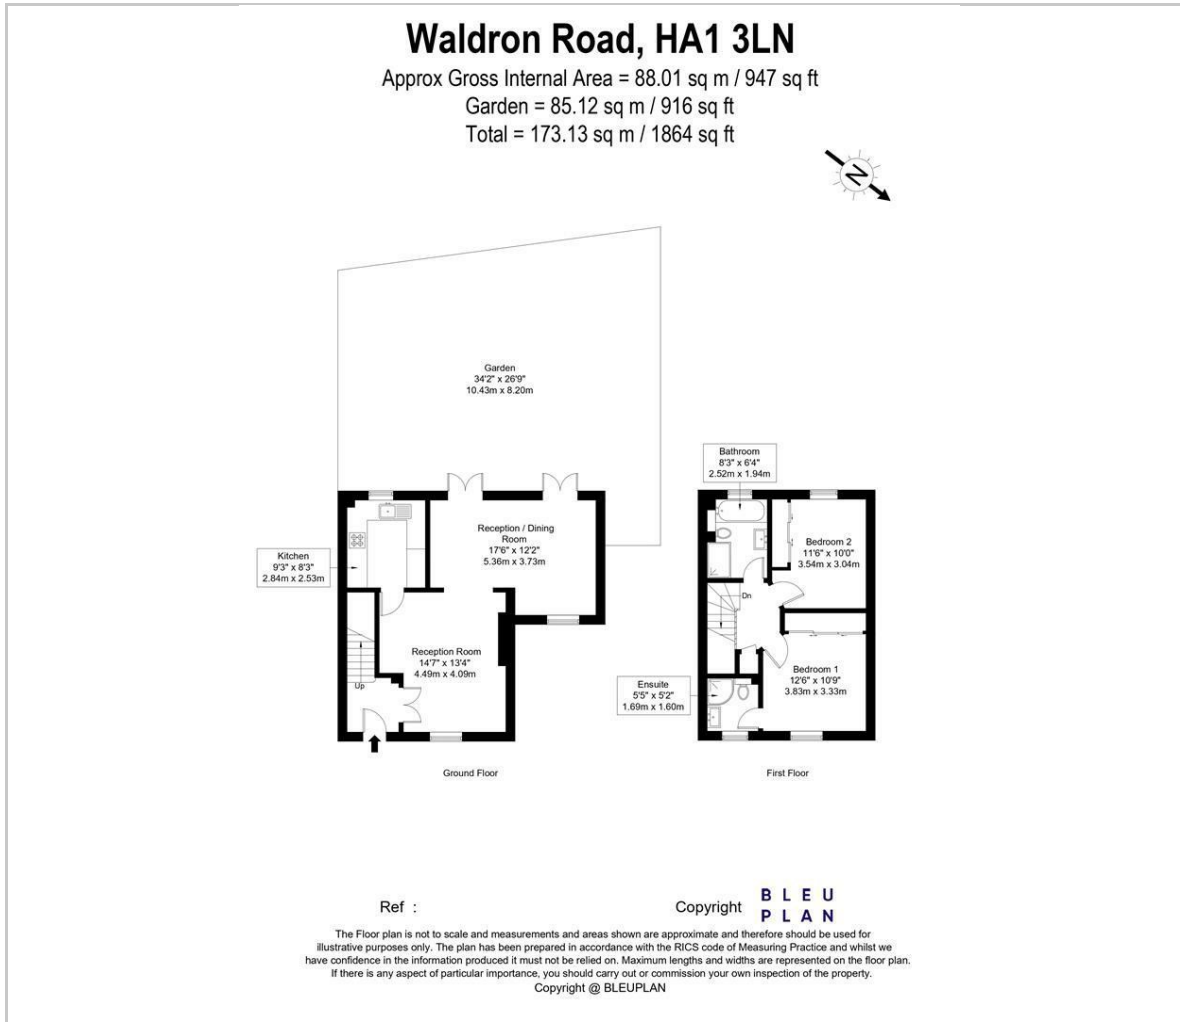 Waldron Road, HA1 3LN
Approx Gross Internal Area = 88.01 sq m / 947 sq ft
Garden = 85.12 sq m / 916 sq ft
Total = 173.13 sq m / 1864 sq ft
N
Garden
34'2" x 26'9"
10.43m x 8.20m
Reception / Dining
Room
17'6" x 12'2"
5.36m x 3.73m
Kitchen
9'3" x 8'3"
2.84m x 2.53m
Reception Room
14'7" x 13'4"
4.49m x 4.09m
Up
Ground Floor
Bathroom
8'3" x 6'4"
2.52m x 1.94m
Bedroom 2
11'6" x 10'0"
3.54m x 3.04m
Dn
Bedroom 1
12'6" x 10'9"
3.83m x 3.33m
Ensuite
5'5" x 5'2"
1.69m x 1.60m
First Floor
Ref :
Copyright
BLEU
PLAN
The Floor plan is not to scale and measurements and areas shown are approximate and therefore should be used for
illustrative purposes only. The plan has been prepared in accordance with the RICS code of Measuring Practice and whilst we
have confidence in the information produced it must not be relied on. Maximum lengths and widths are represented on the floor plan.
If there is any aspect of particular importance, you should carry out or commission your own inspection of the property.
Copyright @ BLEUPLAN